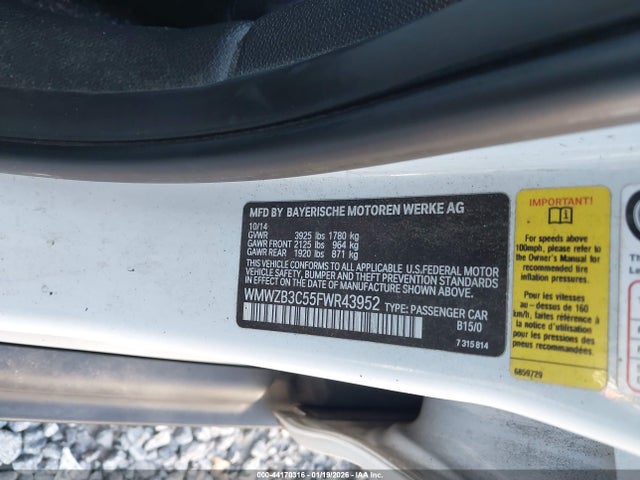 MFD BY BAYERISCHE MOTOREN WERKE AG
10/14
GVWR 3925 lbs 1780 kg
GAWR FRONT 2125 lbs 964 kg
GAWR REAR 1920 lbs 871 kg
THIS VEHICLE CONFORMS TO ALL APPLICABLE U.S.FEDERAL MOTOR
VEHICLE SAFETY, BUMPER AND THEFT PREVENTION STANDARDS
IN EFFECT ON THE DATE OF MANUFACTURE SHOWN ABOVE.
WMWZB3C55FWR43952 TYPE: PASSENGER CAR
B15/0
7 315 814
IMPORTANT!
For speeds above
100mph, please refer to
the Owner's Manual for
recommended tire
inflation pressures.
Pour les vitesses
au - dessus de 160
km/h, faites référence à
la notice d'utilisation
pour les pressions de
pneus recommandées.
6859729
© 44170316 - 01/19/2026 - IAAI.COM